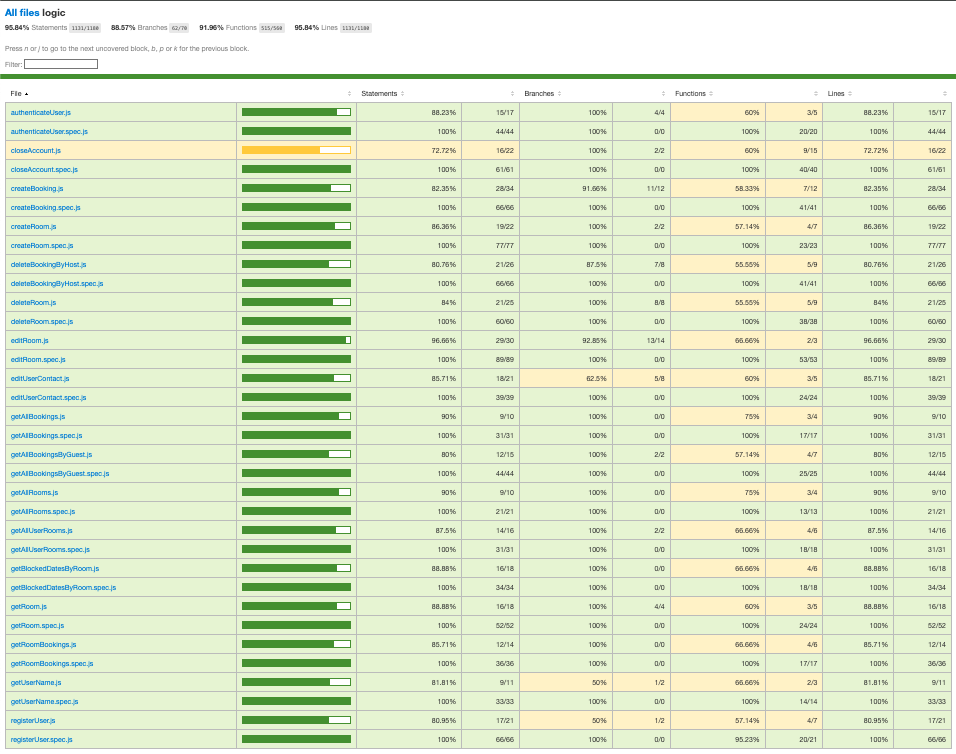 All files logic
95.84% Statements 1131/1180 88.57% Branches 62/70 91.96% Functions 515/560 95.84% Lines 1131/1180
Press n or j to go to the next uncovered block, b, p or k for the previous block.
Filter:
File Statements Branches Functions Lines
authenticateUser.js 88.23% 15/17 100% 4/4 60% 3/5 88.23% 15/17
authenticateUser.spec.js 100% 44/44 100% 0/0 100% 20/20 100% 44/44
closeAccount.js 72.72% 16/22 100% 2/2 60% 9/15 72.72% 16/22
closeAccount.spec.js 100% 61/61 100% 0/0 100% 40/40 100% 61/61
createBooking.js 82.35% 28/34 91.66% 11/12 58.33% 7/12 82.35% 28/34
createBooking.spec.js 100% 66/66 100% 0/0 100% 41/41 100% 66/66
createRoom.js 86.36% 19/22 100% 2/2 57.14% 4/7 86.36% 19/22
createRoom.spec.js 100% 77/77 100% 0/0 100% 23/23 100% 77/77
deleteBookingByHost.js 80.76% 21/26 87.5% 7/8 55.55% 5/9 80.76% 21/26
deleteBookingByHost.spec.js 100% 66/66 100% 0/0 100% 41/41 100% 66/66
deleteRoom.js 84% 21/25 100% 8/8 55.55% 5/9 84% 21/25
deleteRoom.spec.js 100% 60/60 100% 0/0 100% 38/38 100% 60/60
editRoom.js 96.66% 29/30 92.85% 13/14 66.66% 2/3 96.66% 29/30
editRoom.spec.js 100% 89/89 100% 0/0 100% 53/53 100% 89/89
editUserContact.js 85.71% 18/21 62.5% 5/8 60% 3/5 85.71% 18/21
editUserContact.spec.js 100% 39/39 100% 0/0 100% 24/24 100% 39/39
getAllBookings.js 90% 9/10 100% 0/0 75% 3/4 90% 9/10
getAllBookings.spec.js 100% 31/31 100% 0/0 100% 17/17 100% 31/31
getAllBookingsByGuest.js 80% 12/15 100% 2/2 57.14% 4/7 80% 12/15
getAllBookingsByGuest.spec.js 100% 44/44 100% 0/0 100% 25/25 100% 44/44
getAllRooms.js 90% 9/10 100% 0/0 75% 3/4 90% 9/10
getAllRooms.spec.js 100% 21/21 100% 0/0 100% 13/13 100% 21/21
getAllUserRooms.js 87.5% 14/16 100% 2/2 66.66% 4/6 87.5% 14/16
getAllUserRooms.spec.js 100% 31/31 100% 0/0 100% 18/18 100% 31/31
getBlockedDatesByRoom.js 88.88% 16/18 100% 0/0 66.66% 4/6 88.88% 16/18
getBlockedDatesByRoom.spec.js 100% 34/34 100% 0/0 100% 18/18 100% 34/34
getRoom.js 88.88% 16/18 100% 4/4 60% 3/5 88.88% 16/18
getRoom.spec.js 100% 52/52 100% 0/0 100% 24/24 100% 52/52
getRoomBookings.js 85.71% 12/14 100% 0/0 66.66% 4/6 85.71% 12/14
getRoomBookings.spec.js 100% 36/36 100% 0/0 100% 17/17 100% 36/36
getUserName.js 81.81% 9/11 50% 1/2 66.66% 2/3 81.81% 9/11
getUserName.spec.js 100% 33/33 100% 0/0 100% 14/14 100% 33/33
registerUser.js 80.95% 17/21 50% 1/2 57.14% 4/7 80.95% 17/21
registerUser.spec.js 100% 66/66 100% 0/0 95.23% 20/21 100% 66/66